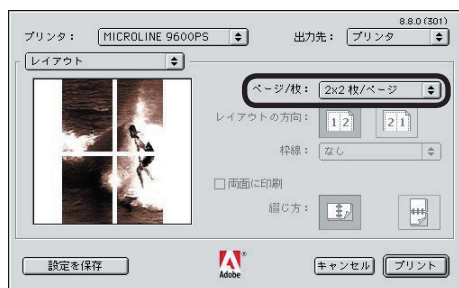 8.8.0 (301)
プリンタ： MICROLINE 9600PS 出力先： プリンタ
レイアウト
ページ/枚： 2x2 枚/ページ
レイアウトの方向： 1 2 2 1
枠線： なし
両面に印刷
綴じ方：
設定を保存 Adobe キャンセル プリント